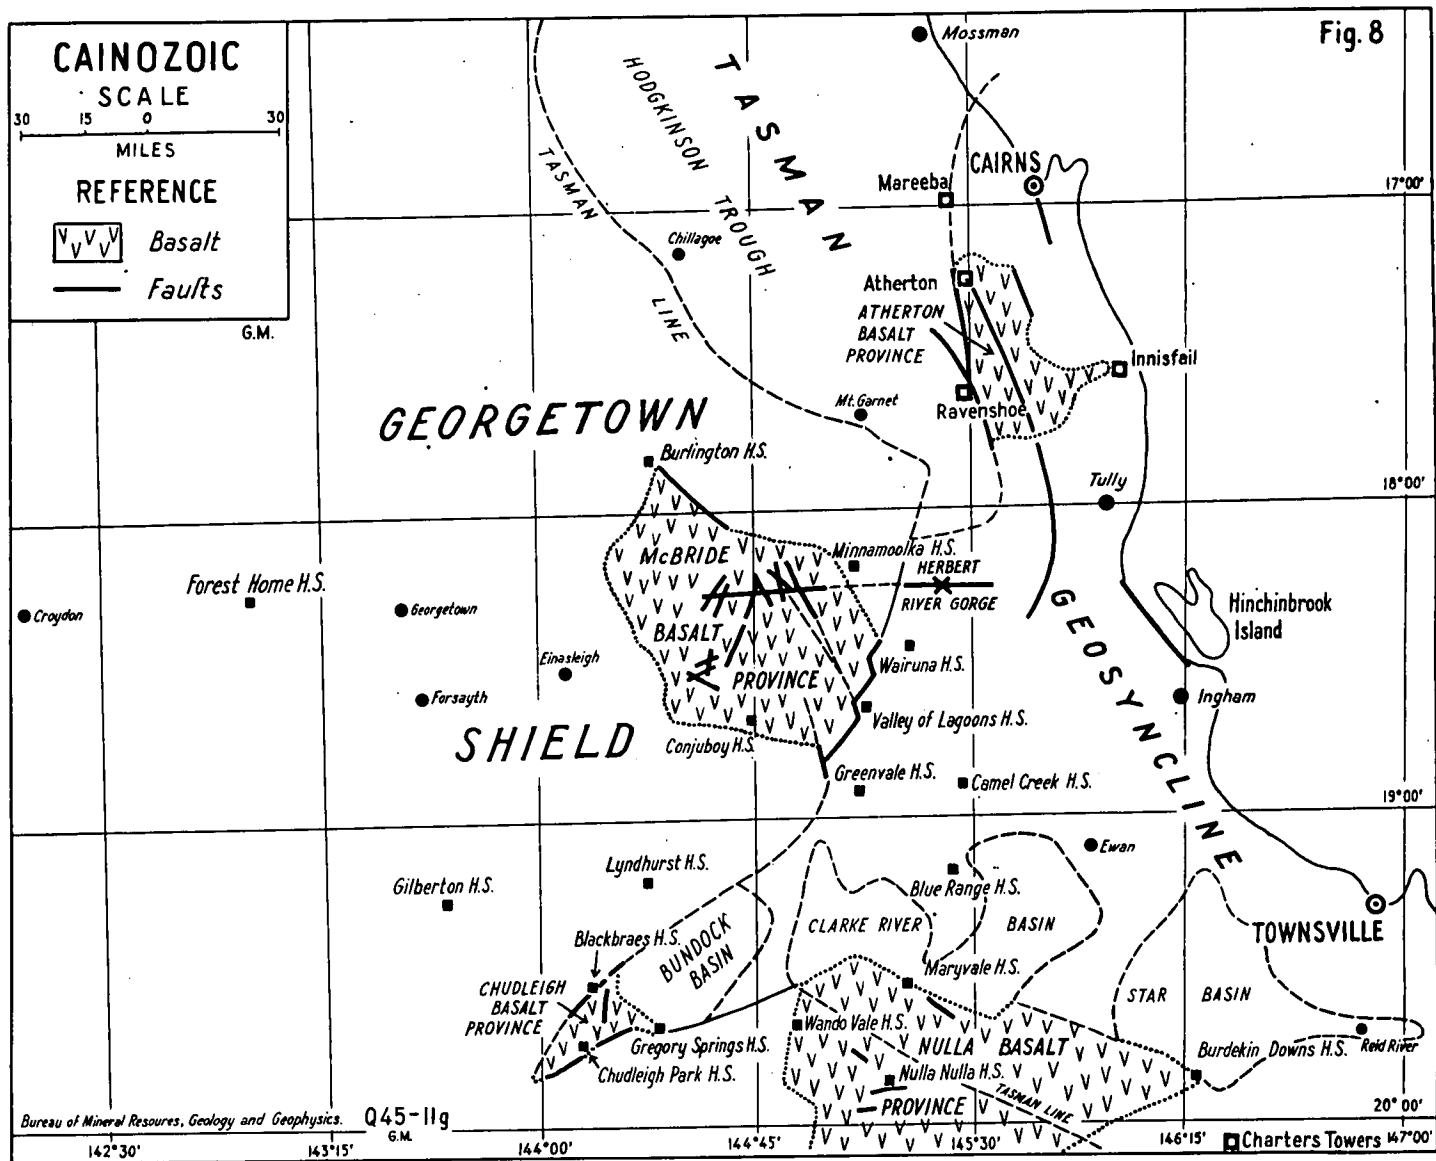 Fig. 8
CAINOZOIC
SCALE
30 15 0 30
MILES
REFERENCE
Basalt
Faults
G.M.
Mossman
TASMAN
HODGKINSON TROUGH
TASMAN
LINE
CAIRNS
Mareeba
17°00'
Chillagoe
Atherton
ATHERTON
BASALT
PROVINCE
Innisfail
Ravenshoe
Mt. Garnet
GEORGETOWN
Burlington H.S.
Tully
18°00'
McBRIDE
Minnamoolka H.S.
HERBERT
RIVER GORGE
Forest Home H.S.
Croydon
Georgetown
GEOSYNCLINE
Hinchinbrook
Island
BASALT
Einasleigh
PROVINCE
Wairuna H.S.
Forsayth
Ingham
Valley of Lagoons H.S.
SHIELD
Conjuboy H.S.
Greenvale H.S.
Camel Creek H.S.
19°00'
Ewan
Lyndhurst H.S.
Gilberton H.S.
Blue Range H.S.
CLARKE RIVER
BASIN
TOWNSVILLE
Blackbraes H.S.
BUNDOCK
BASIN
Maryvale H.S.
STAR BASIN
CHUDLEIGH
BASALT
PROVINCE
Wando Vale H.S.
Gregory Springs H.S.
NULLA BASALT
Burdekin Downs H.S.
Reid River
Chudleigh Park H.S.
Nulla Nulla H.S.
TASMAN LINE
PROVINCE
20°00'
Bureau of Mineral Resoures, Geology and Geophysics. Q45-11g
G.M.
142°30' 143°15' 144°00' 144°45' 145°30' 146°15' 147°00'
Charters Towers